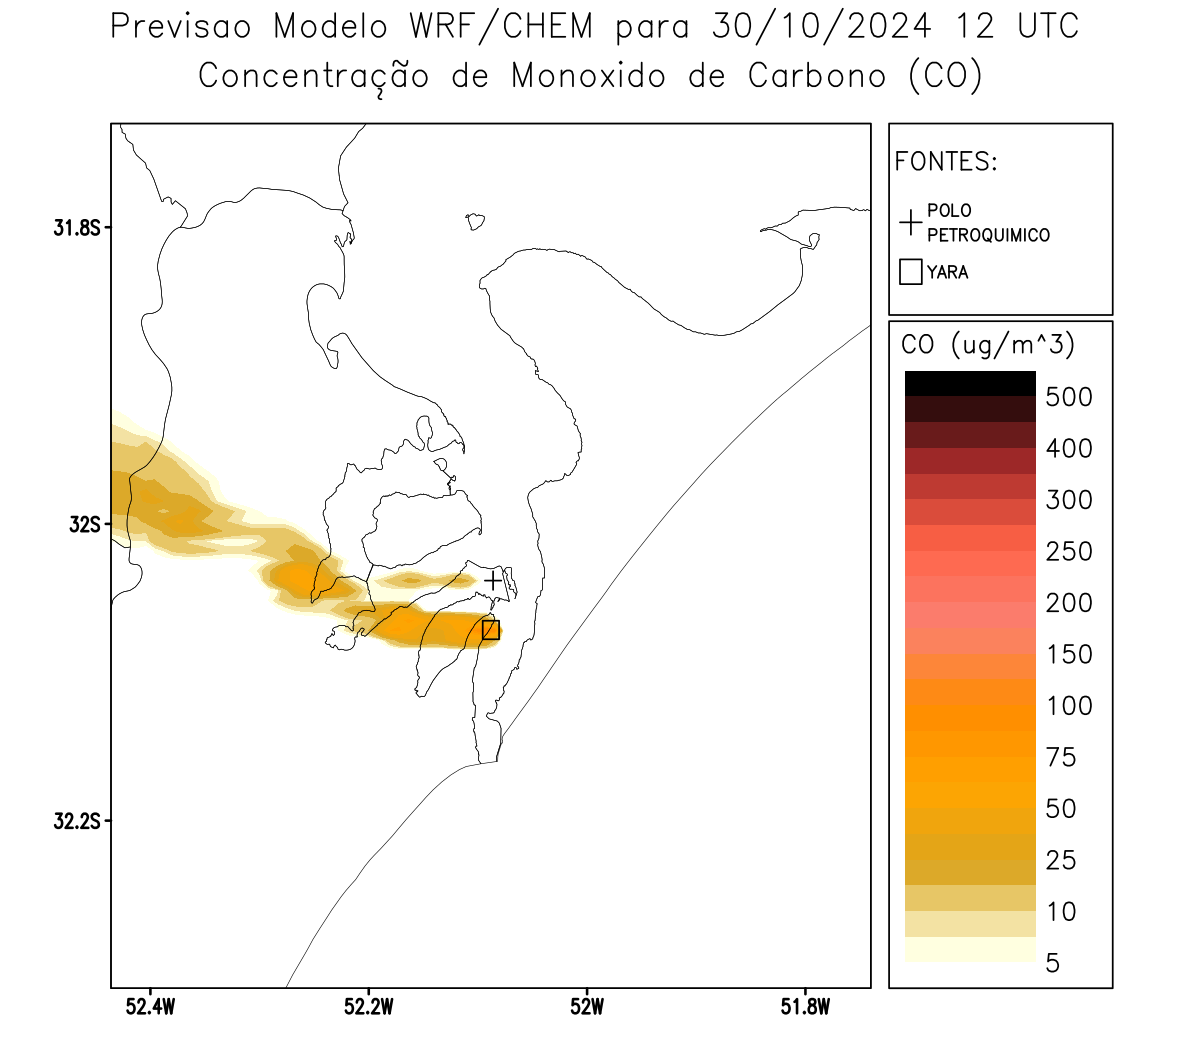 Previsao Modelo WRF/CHEM para 30/10/2024 12 UTC
Concentração de Monoxido de Carbono (CO)
FONTES:
POLO
PETROQUIMICO
YARA
CO (ug/m^3)
500
400
300
250
200
150
100
75
50
25
10
5
31.8S
32S
32.2S
52.4W
52.2W
52W
51.8W